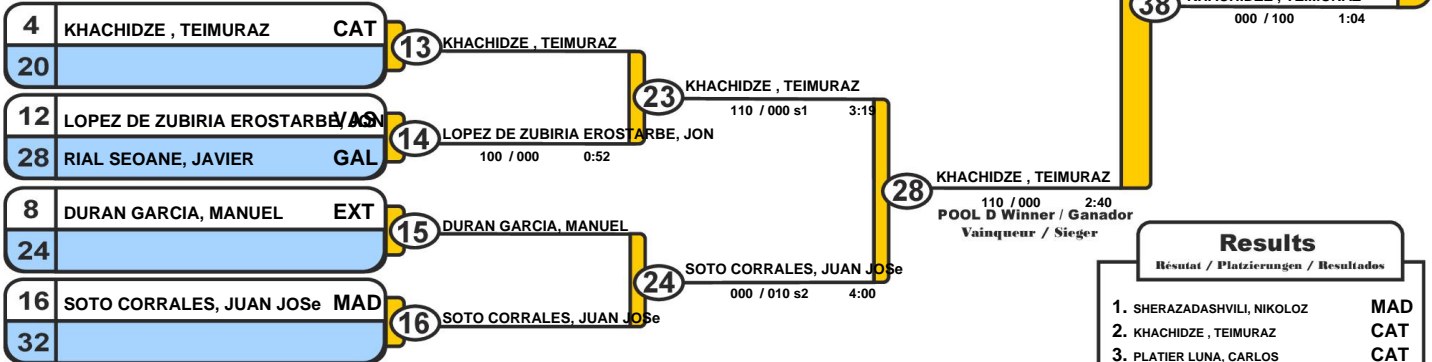 38
000 / 100 1:04
4 KHACHIDZE , TEIMURAZ CAT
20
13 KHACHIDZE , TEIMURAZ
23 KHACHIDZE , TEIMURAZ
110 / 000 s1 3:19
12 LOPEZ DE ZUBIRIA EROSTARBE, JON VAS
28 RIAL SEOANE, JAVIER GAL
14 LOPEZ DE ZUBIRIA EROSTARBE, JON
100 / 000 0:52
28 KHACHIDZE , TEIMURAZ
110 / 000 2:40
POOL D Winner / Ganador
Vainqueur / Sieger
8 DURAN GARCIA, MANUEL EXT
24
15 DURAN GARCIA, MANUEL
24 SOTO CORRALES, JUAN JOSe
000 / 010 s2 4:00
16 SOTO CORRALES, JUAN JOSe MAD
32
16 SOTO CORRALES, JUAN JOSe
Results
Résutat / Platzierungen / Resultados
1. SHERAZADASHVILI, NIKOLOZ MAD
2. KHACHIDZE , TEIMURAZ CAT
3. PLATIER LUNA, CARLOS CAT